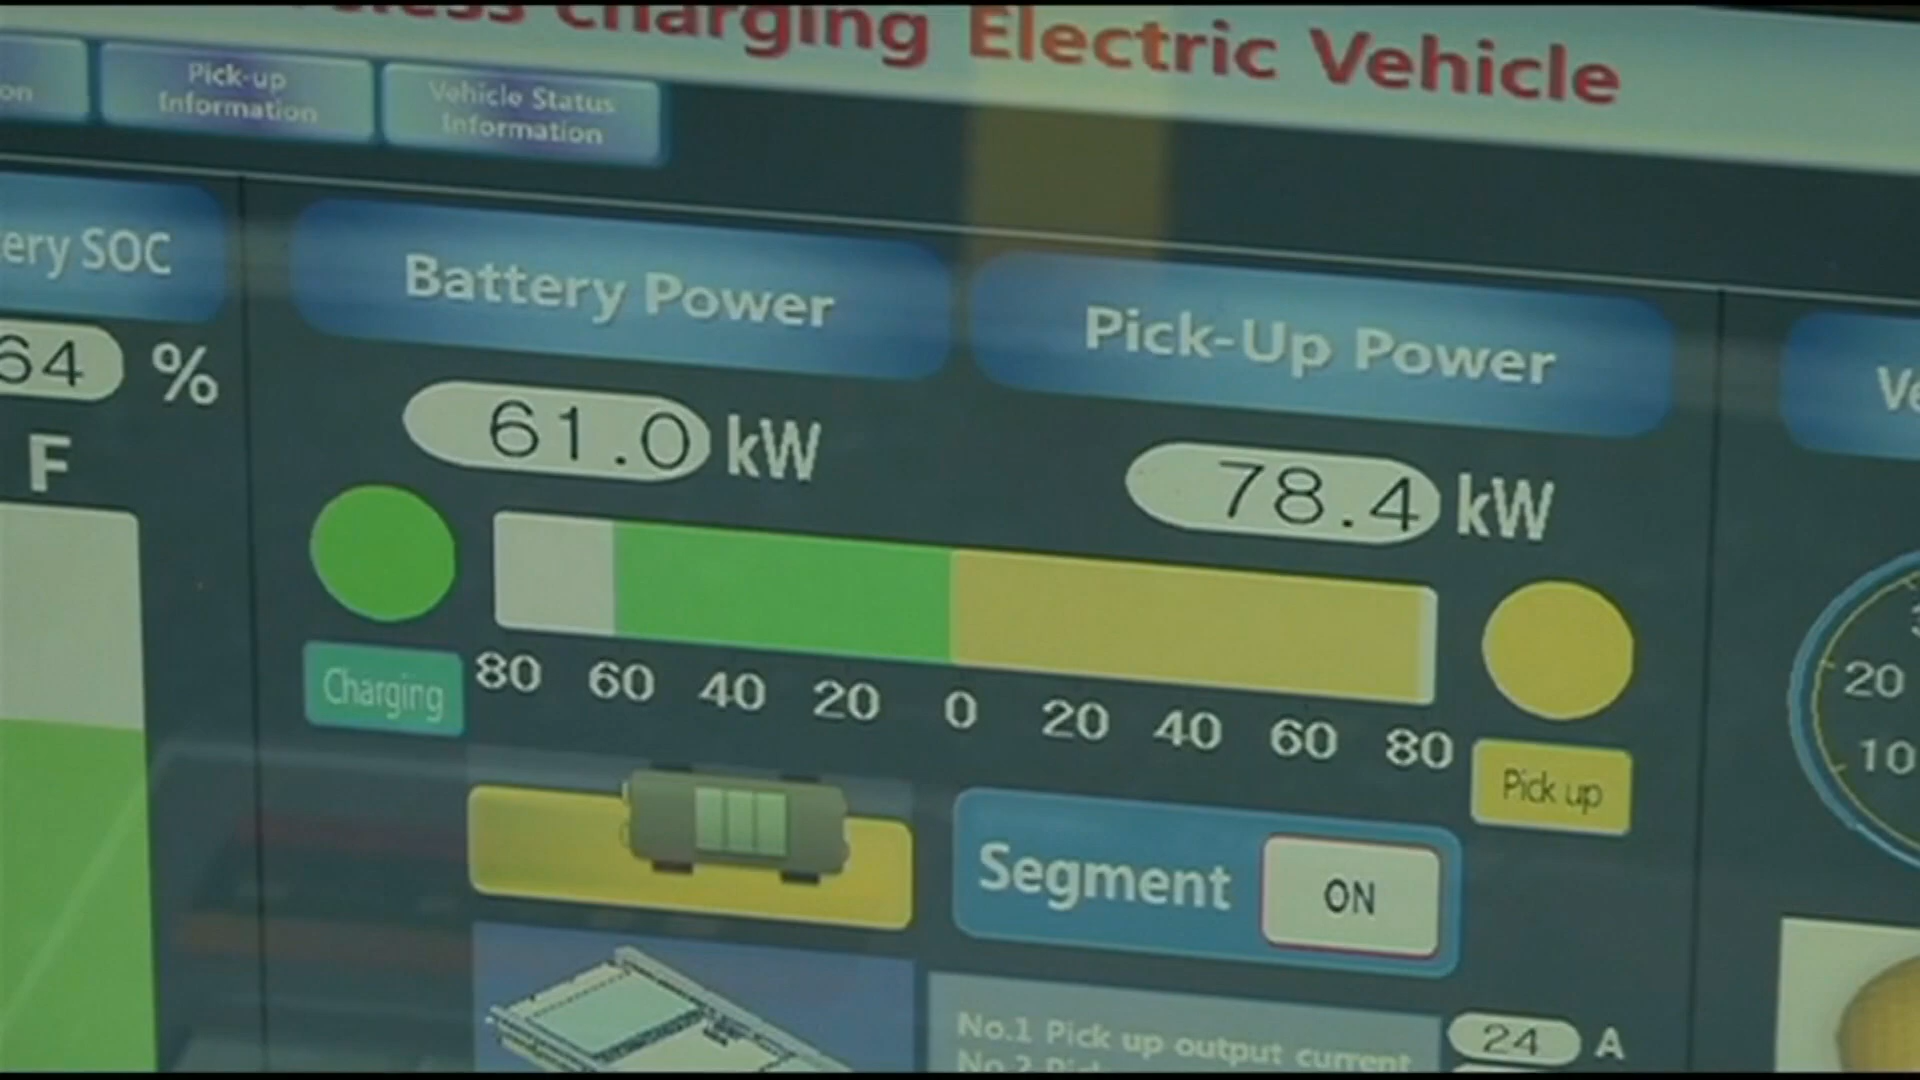 charging Electric Vehicle
Pick-up
Information
Vehicle Status
Information
SOC
Battery Power
Pick-Up Power
64 %
61.0 kW
78.4 kW
F
Charging
80 60 40 20 0 20 40 60 80
Pick up
20
10
Segment ON
No.1 Pick up output current 24 A
No.2